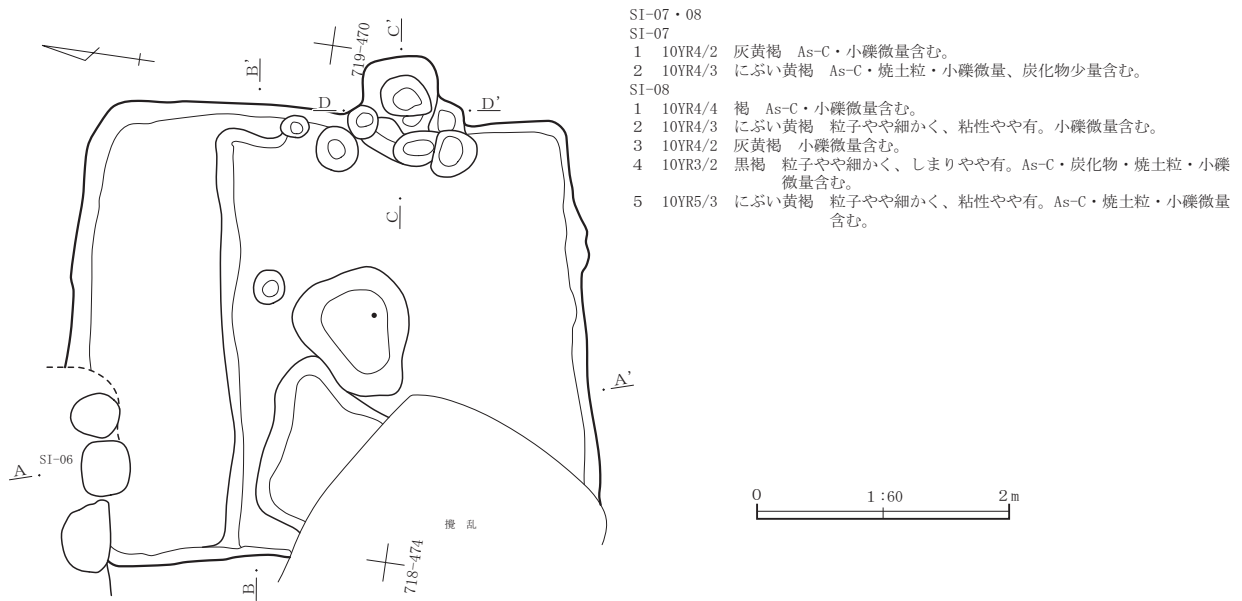 SI-07・08
SI-07
1 10YR4/2 灰黄褐 As-C・小礫微量含む。
2 10YR4/3 にぶい黄褐 As-C・焼土粒・小礫微量、炭化物少量含む。
SI-08
1 10YR4/4 褐 As-C・小礫微量含む。
2 10YR4/3 にぶい黄褐 粒子やや細かく、粘性やや有。小礫微量含む。
3 10YR4/2 灰黄褐 小礫微量含む。
4 10YR3/2 黒褐 粒子やや細かく、しまりやや有。As-C・炭化物・焼土粒・小礫
微量含む。
5 10YR5/3 にぶい黄褐 粒子やや細かく、粘性やや有。As-C・焼土粒・小礫微量
含む。
719-470
C'
B'
D
D'
C
A'
A
SI-06
攪乱
718-474
B
0 1:60 2m